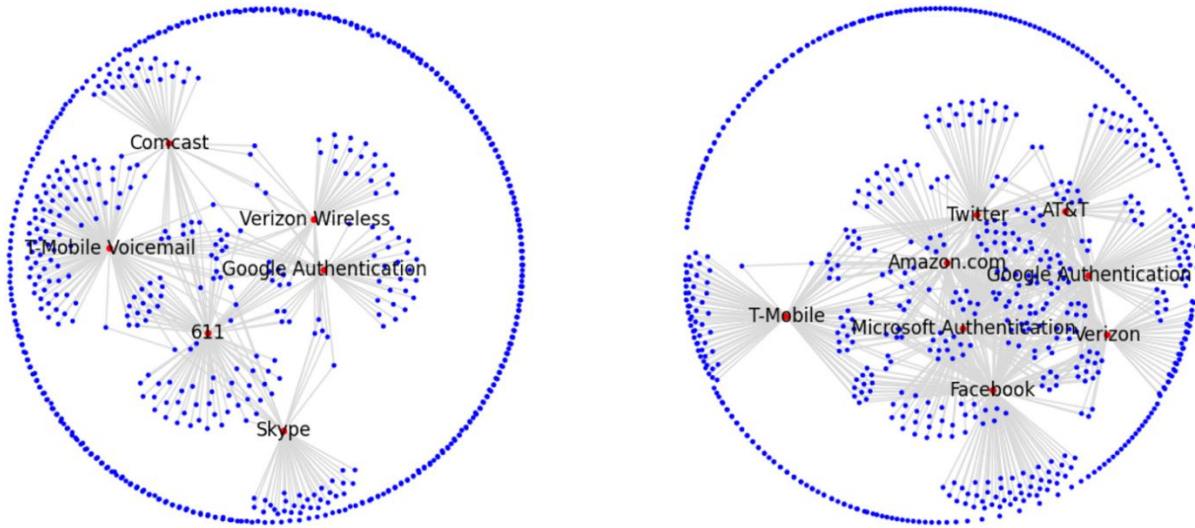 Comcast
Verizon Wireless
T-Mobile Voicemail
Google Authentication
611
Skype
Twitter
AT&T
Amazon.com
Google Authentication
T-Mobile
Microsoft Authentication
Verizon
Facebook